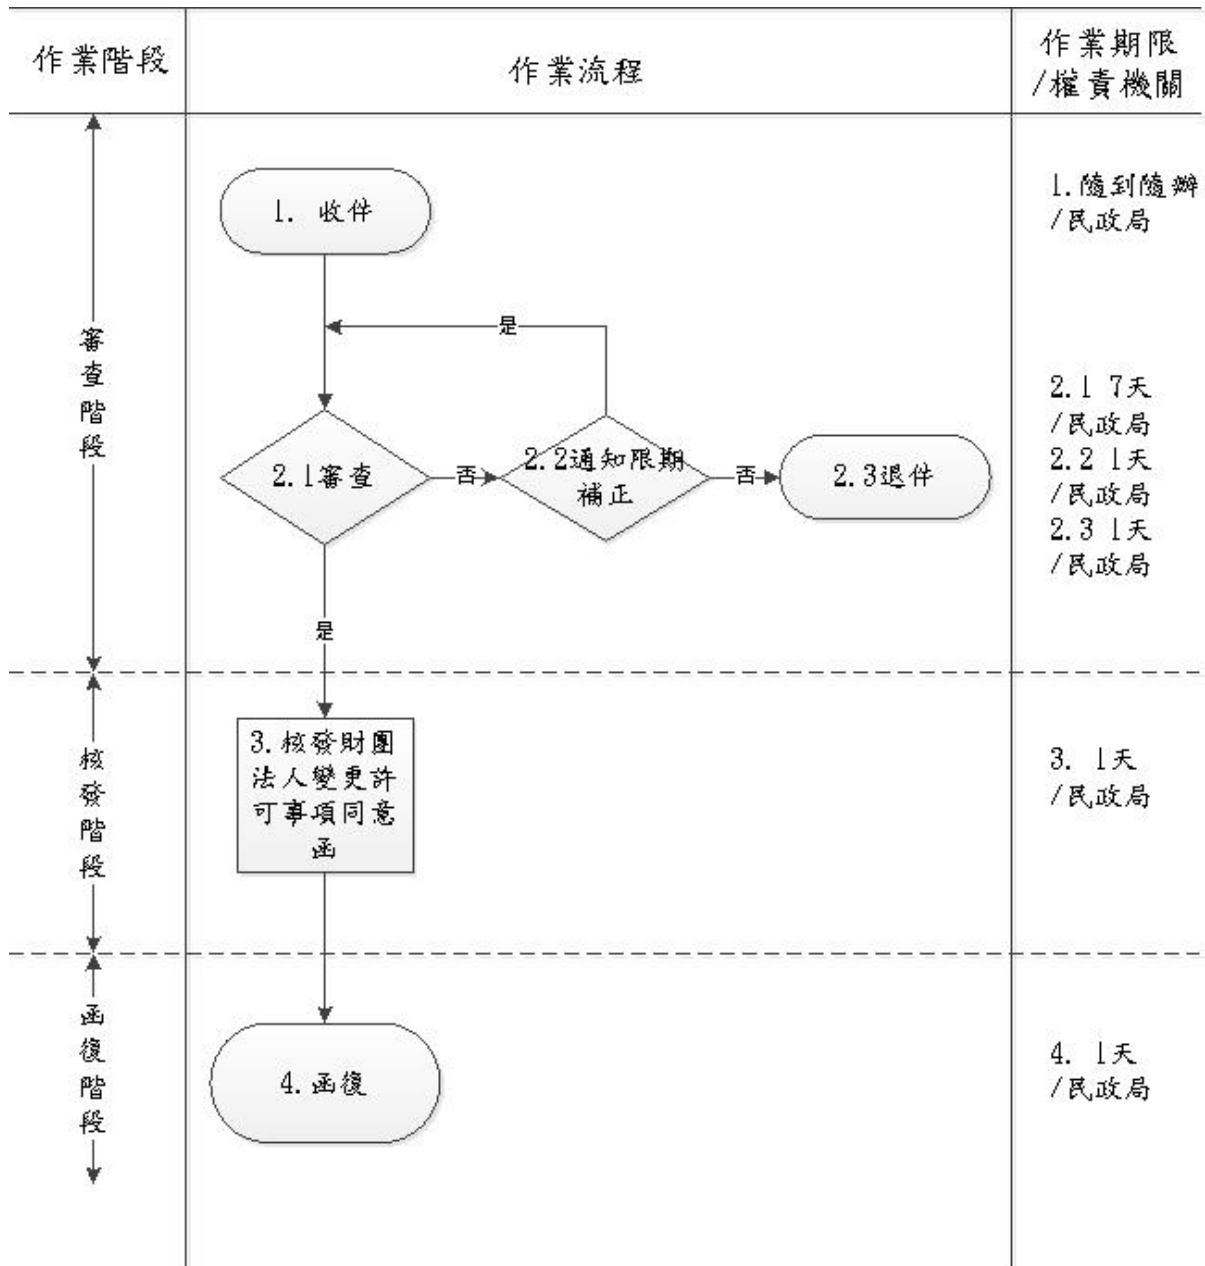 作業階段
作業流程
作業期限
/權責機關
審查階段
1. 收件
是
2.1審查
否
2.2通知限期
補正
否
2.3退件
是
1.隨到隨辦
/民政局
2.1 7天
/民政局
2.2 1天
/民政局
2.3 1天
/民政局
核發階段
3.核發財團
法人變更許
可事項同意
函
3. 1天
/民政局
函復階段
4.函復
4. 1天
/民政局